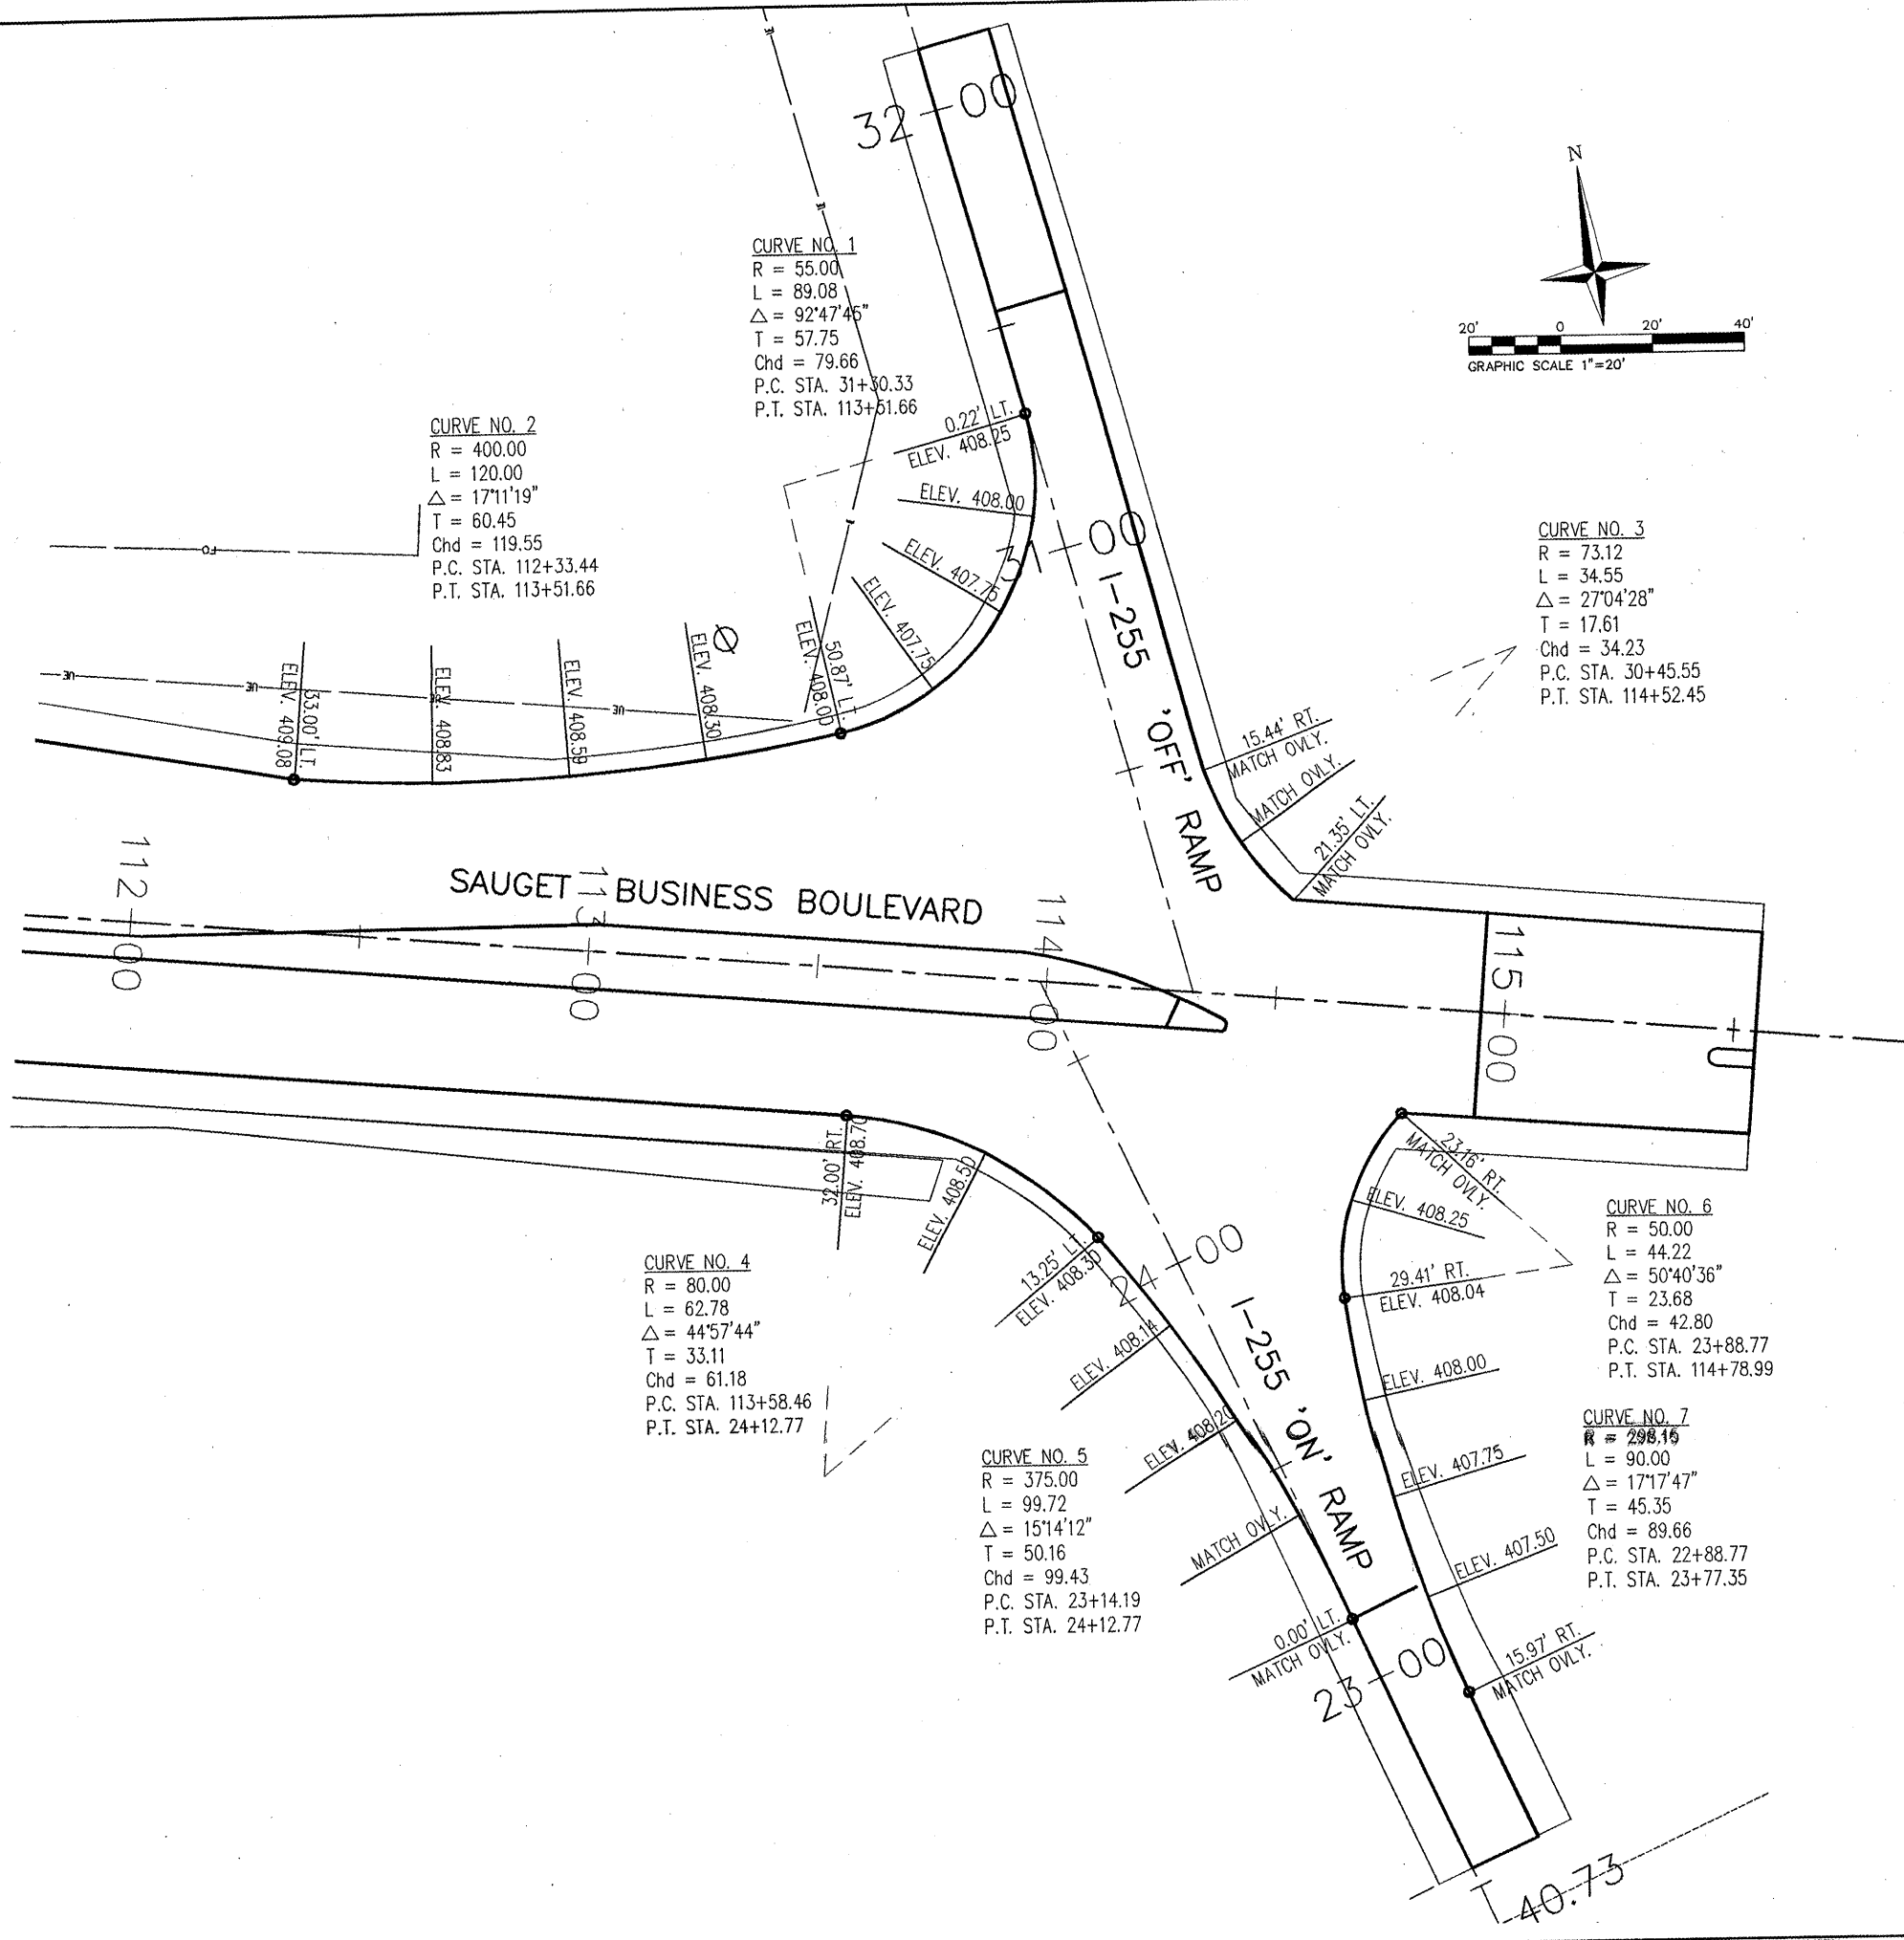 32+00
N
CURVE NO. 1
R = 55.00
L = 89.08
△ = 92°47'45"
T = 57.75
Chd = 79.66
P.C. STA. 31+30.33
P.T. STA. 113+51.66
20' 0 20' 40'
GRAPHIC SCALE 1"=20'
CURVE NO. 2
R = 400.00
L = 120.00
△ = 17°11'19"
T = 60.45
Chd = 119.55
P.C. STA. 112+33.44
P.T. STA. 113+51.66
0.22' LT.
ELEV. 408.25
ELEV. 408.00
ELEV. 407.75
ELEV. 407.75
50.87' LT.
ELEV. 408.00
31+00
I-255 'OFF' RAMP
CURVE NO. 3
R = 73.12
L = 34.55
△ = 27°04'28"
T = 17.61
Chd = 34.23
P.C. STA. 30+45.55
P.T. STA. 114+52.45
FO
UE
UE
UE
UE
33.00' LT.
ELEV. 409.08
ELEV. 408.83
ELEV. 408.59
ELEV. 408.30
15.44' RT.
MATCH OVLY.
MATCH OVLY.
21.35' LT.
MATCH OVLY.
112+00
SAUGET BUSINESS BOULEVARD
113+00
114+00
115+00
32.00' RT.
ELEV. 408.70
ELEV. 408.50
13.25' LT.
ELEV. 408.30
ELEV. 408.14
ELEV. 408.20
MATCH OVLY.
0.00' LT.
MATCH OVLY.
24+00
I-255 'ON' RAMP
23.16' RT.
MATCH OVLY.
ELEV. 408.25
29.41' RT.
ELEV. 408.04
ELEV. 408.00
ELEV. 407.75
ELEV. 407.50
15.97' RT.
MATCH OVLY.
CURVE NO. 4
R = 80.00
L = 62.78
△ = 44°57'44"
T = 33.11
Chd = 61.18
P.C. STA. 113+58.46
P.T. STA. 24+12.77
CURVE NO. 6
R = 50.00
L = 44.22
△ = 50°40'36"
T = 23.68
Chd = 42.80
P.C. STA. 23+88.77
P.T. STA. 114+78.99
CURVE NO. 5
R = 375.00
L = 99.72
△ = 15°14'12"
T = 50.16
Chd = 99.43
P.C. STA. 23+14.19
P.T. STA. 24+12.77
CURVE NO. 7
R =
L = 90.00
△ = 17°17'47"
T = 45.35
Chd = 89.66
P.C. STA. 22+88.77
P.T. STA. 23+77.35
23+00
40.73